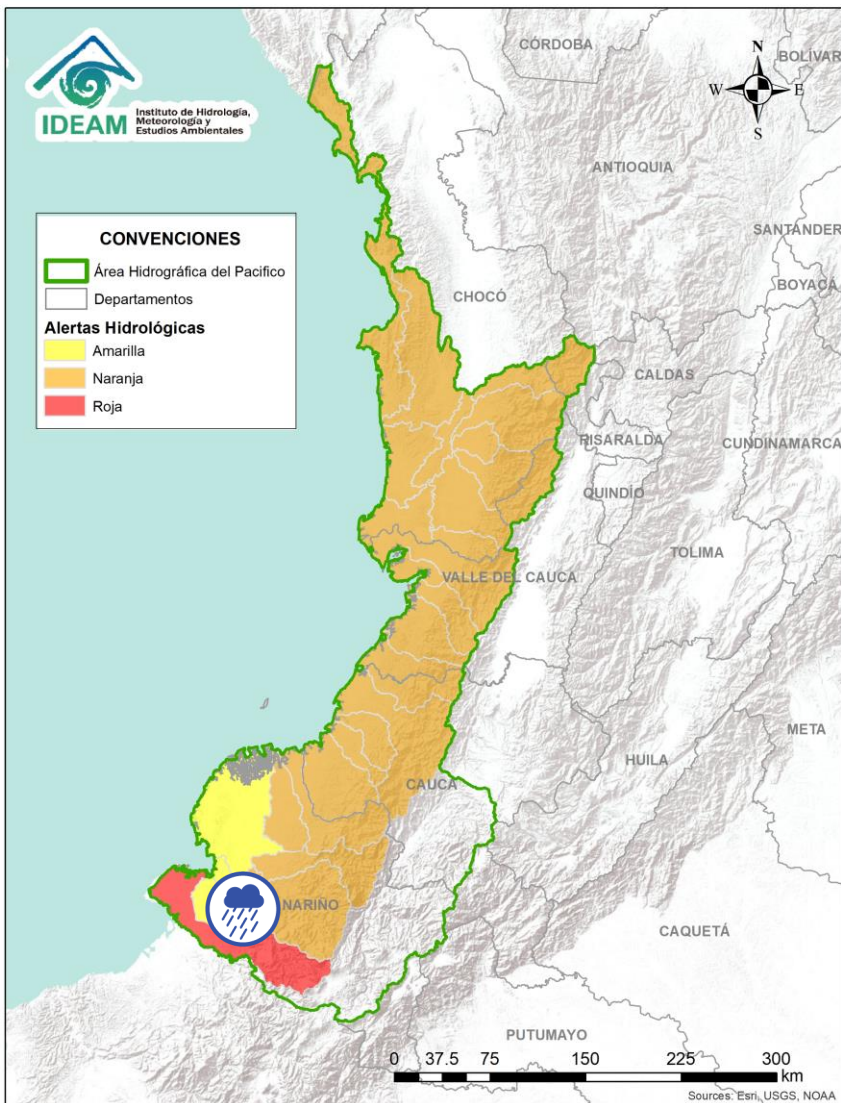 IDEAM
Instituto de Hidrología,
Meteorología y
Estudios Ambientales
CÓRDOBA
BOLÍVAR
N
W E
S
ANTIOQUIA
SANTANDER
BOYACÁ
CONVENCIONES
Área Hidrográfica del Pacifico
Departamentos
Alertas Hidrológicas
Amarilla
Naranja
Roja
CHOCÓ
CALDAS
RISARALDA
CUNDINAMARCA
QUINDÍO
TOLIMA
VALLE DEL CAUCA
META
HUILA
CAUCA
NARIÑO
CAQUETÁ
PUTUMAYO
0 37.5 75 150 225 300
km
Sources: Esri, USGS, NOAA